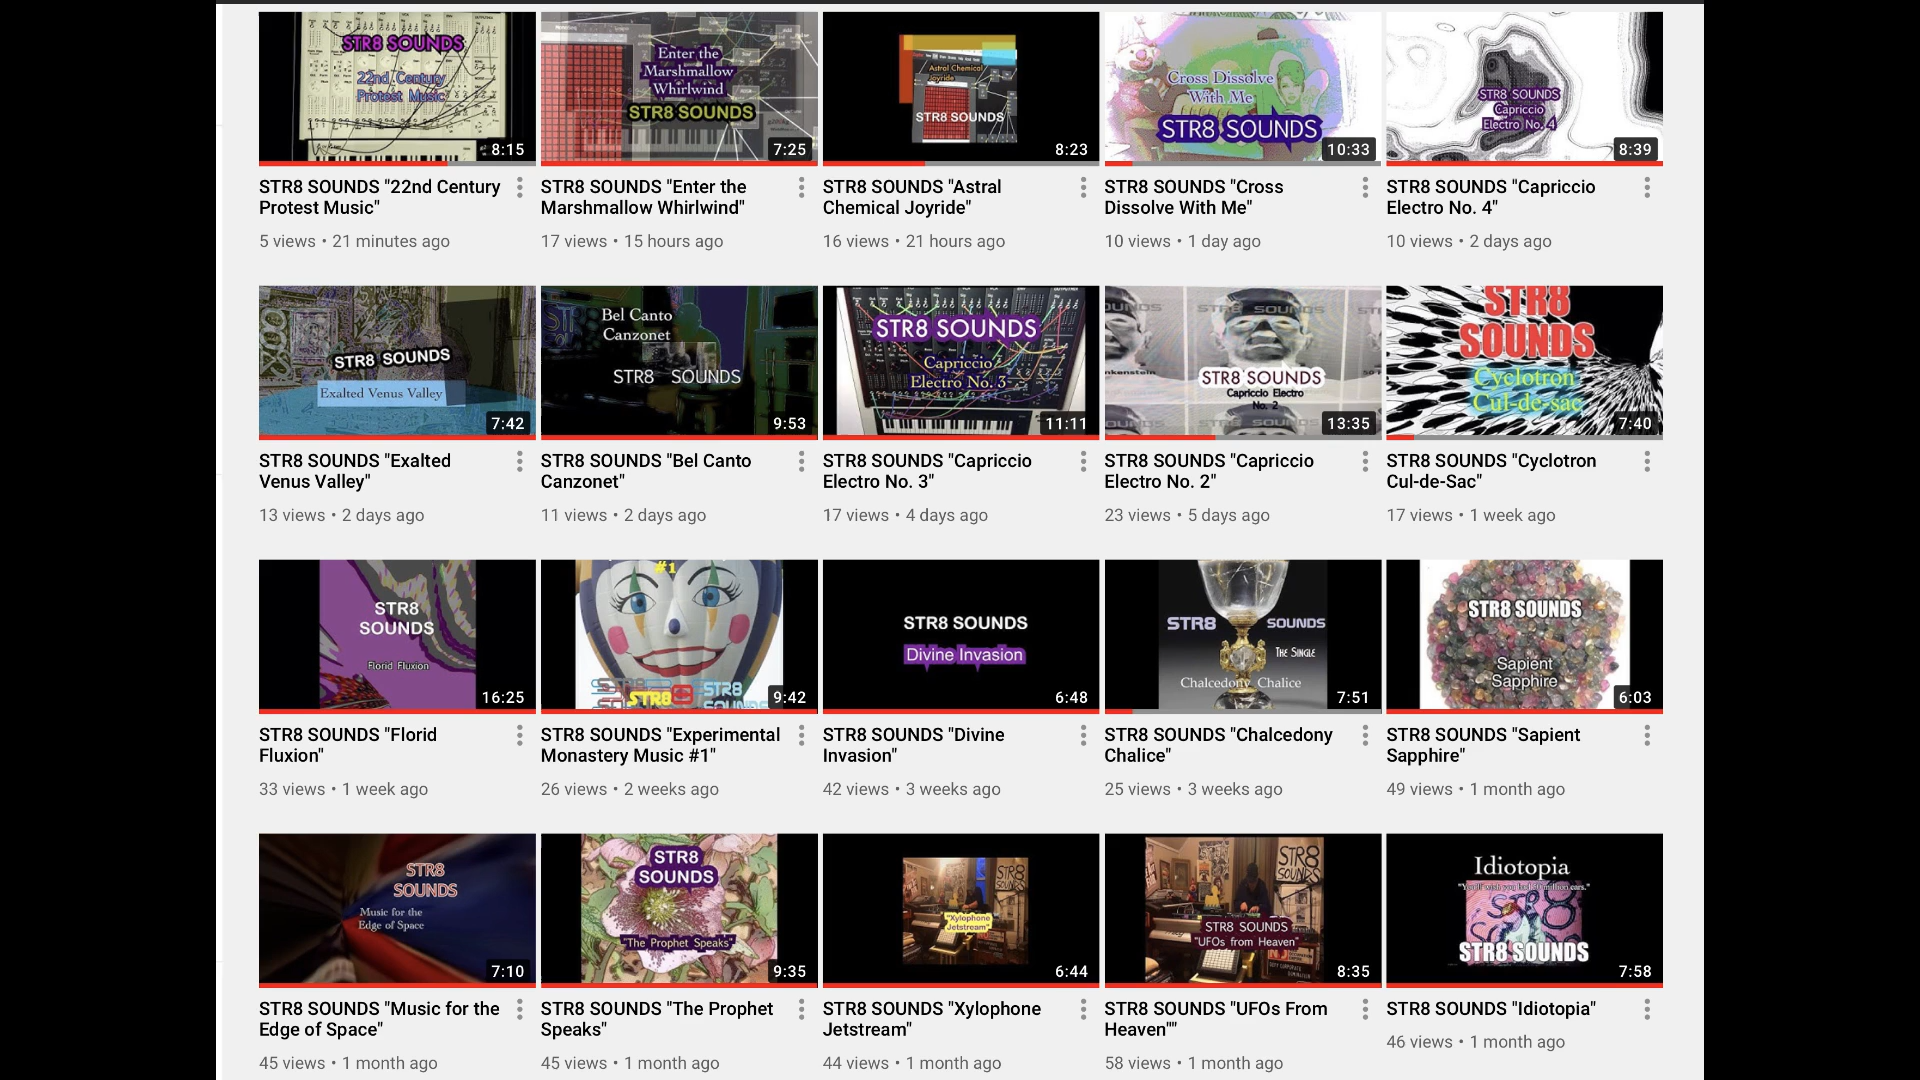 STR8 SOUNDS
22nd Century
Protest Music
8:15
Enter the
Marshmallow
Whirlwind
STR8 SOUNDS
7:25
Astral Chemical
Joyride
STR8 SOUNDS
8:23
Cross Dissolve
With Me
STR8 SOUNDS
10:33
STR8 SOUNDS
Capriccio
Electro No. 4
8:39
STR8 SOUNDS "22nd Century
Protest Music"
5 views • 21 minutes ago
STR8 SOUNDS "Enter the
Marshmallow Whirlwind"
17 views • 15 hours ago
STR8 SOUNDS "Astral
Chemical Joyride"
16 views • 21 hours ago
STR8 SOUNDS "Cross
Dissolve With Me"
10 views • 1 day ago
STR8 SOUNDS "Capriccio
Electro No. 4"
10 views • 2 days ago
STR8 SOUNDS
Exalted Venus Valley
7:42
Bel Canto
Canzonet
STR8 SOUNDS
9:53
STR8 SOUNDS
Capriccio
Electro No. 3
11:11
STR8 SOUNDS
Capriccio Electro
No. 2
13:35
STR8
SOUNDS
Cyclotron
Cul-de-sac
7:40
STR8 SOUNDS "Exalted
Venus Valley"
13 views • 2 days ago
STR8 SOUNDS "Bel Canto
Canzonet"
11 views • 2 days ago
STR8 SOUNDS "Capriccio
Electro No. 3"
17 views • 4 days ago
STR8 SOUNDS "Capriccio
Electro No. 2"
23 views • 5 days ago
STR8 SOUNDS "Cyclotron
Cul-de-Sac"
17 views • 1 week ago
STR8
SOUNDS
Florid Fluxion
16:25
#1
STR8
STR8
SOUNDS
9:42
STR8 SOUNDS
Divine Invasion
6:48
STR8 SOUNDS
The Single
Chalcedony Chalice
7:51
STR8 SOUNDS
Sapient
Sapphire
6:03
STR8 SOUNDS "Florid
Fluxion"
33 views • 1 week ago
STR8 SOUNDS "Experimental
Monastery Music #1"
26 views • 2 weeks ago
STR8 SOUNDS "Divine
Invasion"
42 views • 3 weeks ago
STR8 SOUNDS "Chalcedony
Chalice"
25 views • 3 weeks ago
STR8 SOUNDS "Sapient
Sapphire"
49 views • 1 month ago
STR8
SOUNDS
Music for the
Edge of Space
7:10
STR8
SOUNDS
"The Prophet Speaks"
9:35
STR8
SOUNDS
"Xylophone
Jetstream"
6:44
STR8
SOUNDS
STR8 SOUNDS
"UFOs from Heaven"
8:35
Idiotopia
STR8
STR8 SOUNDS
7:58
STR8 SOUNDS "Music for the
Edge of Space"
45 views • 1 month ago
STR8 SOUNDS "The Prophet
Speaks"
45 views • 1 month ago
STR8 SOUNDS "Xylophone
Jetstream"
44 views • 1 month ago
STR8 SOUNDS "UFOs From
Heaven""
58 views • 1 month ago
STR8 SOUNDS "Idiotopia"
46 views • 1 month ago